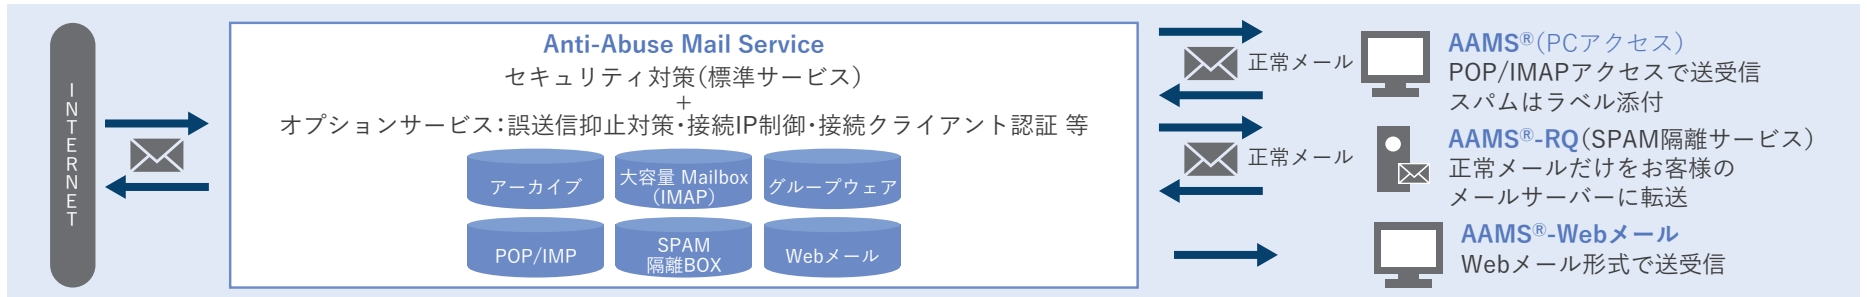 INTERNET
Anti-Abuse Mail Service
セキュリティ対策(標準サービス)
+
オプションサービス:誤送信抑止対策・接続IP制御・接続クライアント認証 等
アーカイブ
大容量 Mailbox
(IMAP)
グループウェア
POP/IMP
SPAM
隔離BOX
Webメール
正常メール
AAMS®(PCアクセス)
POP/IMAPアクセスで送受信
スパムはラベル添付
正常メール
AAMS®-RQ(SPAM隔離サービス)
正常メールだけをお客様の
メールサーバーに転送
AAMS®-Webメール
Webメール形式で送受信